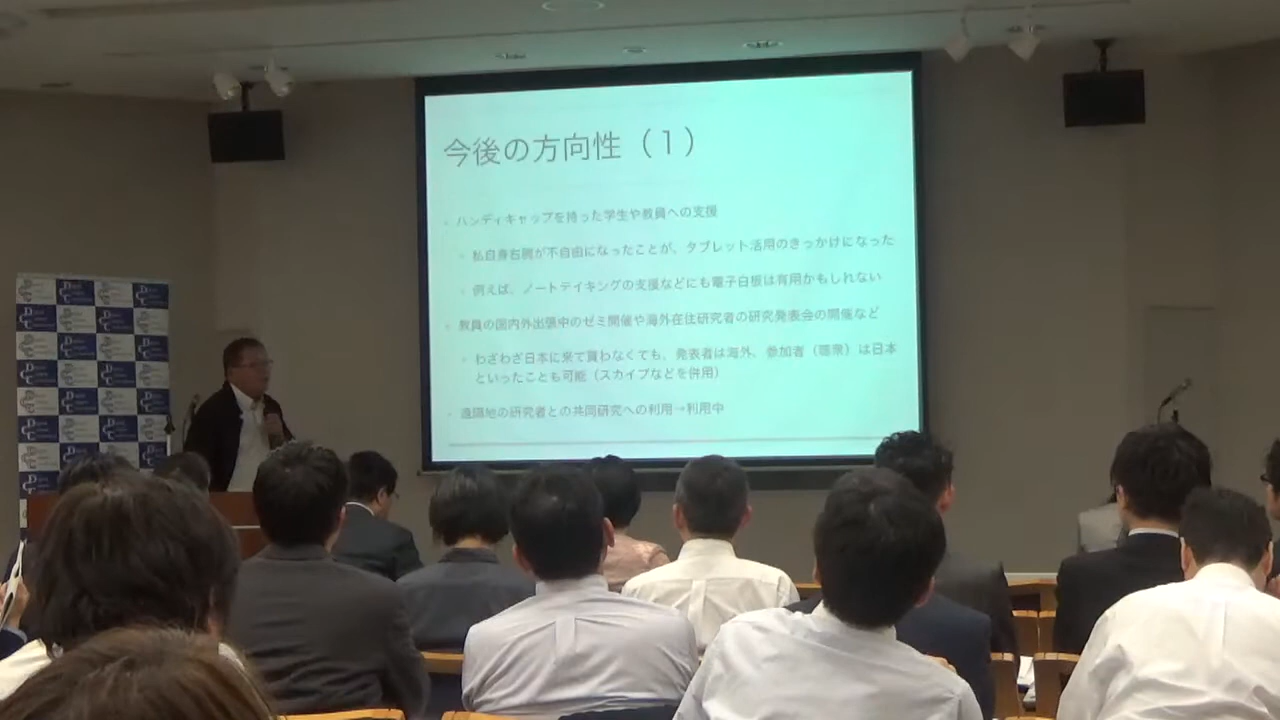 今後の方向性（1）
ハンディキャップを持った学生や教員への支援
私自身右腕が不自由になったことが、タブレット活用のきっかけになった
例えば、ノートテイキングの支援などにも電子白板は有用かもしれない
教員の国内外出張中のゼミ開催や海外在住研究者の研究発表会の開催など
わざわざ日本に来て貰わなくても、発表者は海外、参加者（聴衆）は日本
といったことも可能（スカイプなどを併用）
遠隔地の研究者との共同研究への利用→利用中